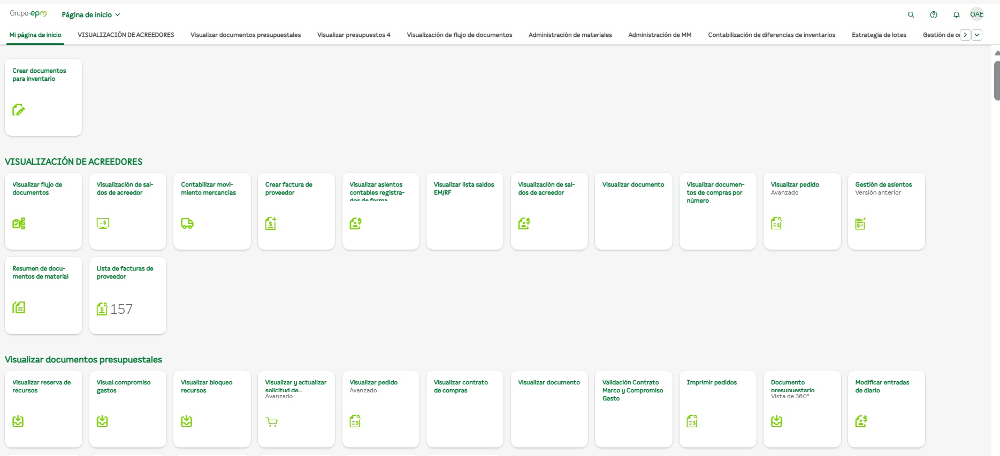 Grupo·epm
Página de inicio
OAE
Mi página de inicio
VISUALIZACIÓN DE ACREEDORES
Visualizar documentos presupuestales
Visualizar presupuestos 4
Visualización de flujo de documentos
Administración de materiales
Administración de MM
Contabilización de diferencias de inventarios
Estrategia de lotes
Gestión de
Crear documentos
para inventario
VISUALIZACIÓN DE ACREEDORES
Visualizar flujo de
documentos
Visualización de sal-
dos de acreedor
Contabilizar movi-
miento mercancías
Crear factura de
proveedor
Visualizar asientos
contables registra-
dos de forma
Visualizar lista saldos
EM/RF
Visualización de sal-
dos de acreedor
Visualizar documento
Visualizar documen-
tos de compras por
número
Visualizar pedido
Avanzado
Gestión de asientos
Versión anterior
Resumen de docu-
mentos de material
Lista de facturas de
proveedor
157
Visualizar documentos presupuestales
Visualizar reserva de
recursos
Visual.compromiso
gastos
Visualizar bloqueo
recursos
Visualizar y actualizar
solicitud de...
Avanzado
Visualizar pedido
Avanzado
Visualizar contrato
de compras
Visualizar documento
Validación Contrato
Marco y Compromiso
Gasto
Imprimir pedidos
Documento
presupuestario
Vista de 360°
Modificar entradas
de diario